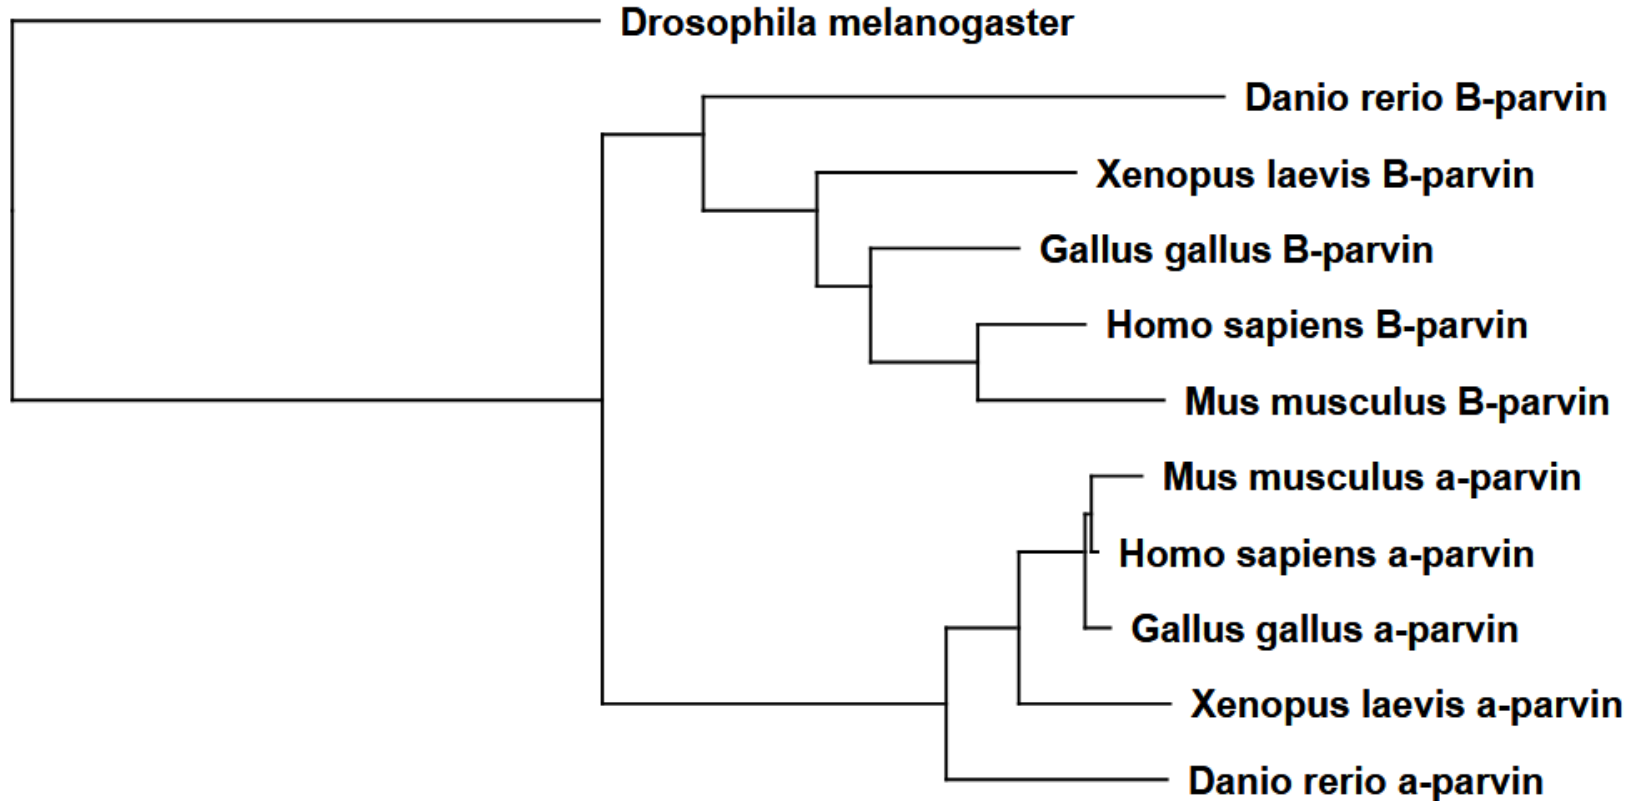 Drosophila melanogaster
Danio rerio B-parvin
Xenopus laevis B-parvin
Gallus gallus B-parvin
Homo sapiens B-parvin
Mus musculus B-parvin
Mus musculus a-parvin
Homo sapiens a-parvin
Gallus gallus a-parvin
Xenopus laevis a-parvin
Danio rerio a-parvin